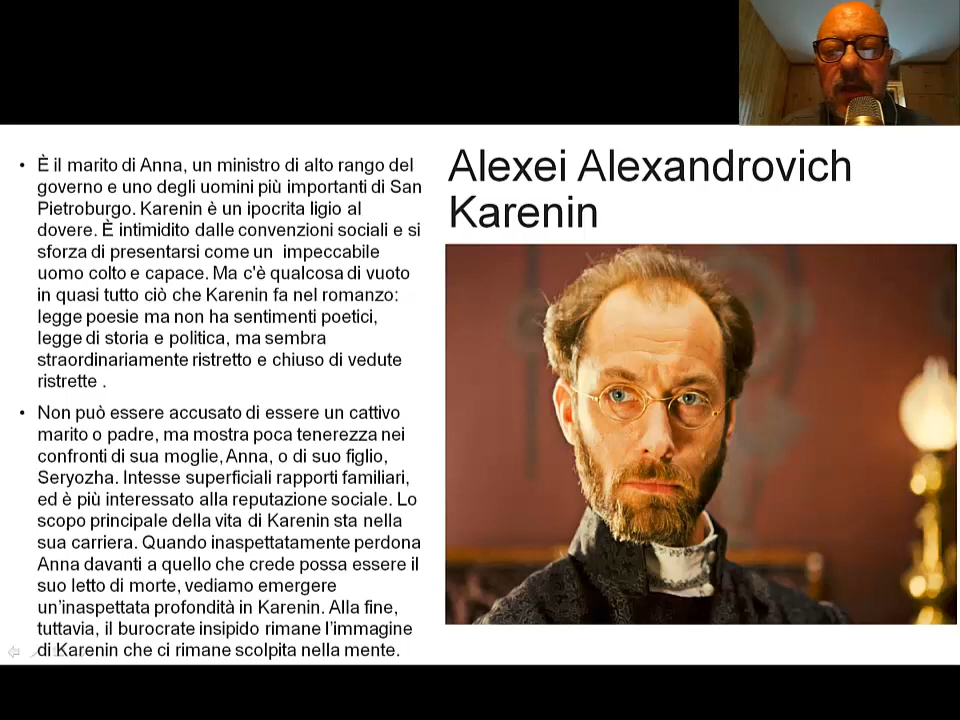 Alexei Alexandrovich
Karenin
• È il marito di Anna, un ministro di alto rango del
governo e uno degli uomini più importanti di San
Pietroburgo. Karenin è un ipocrita ligio al
dovere. È intimidito dalle convenzioni sociali e si
sforza di presentarsi come un  impeccabile
uomo colto e capace. Ma c'è qualcosa di vuoto
in quasi tutto ciò che Karenin fa nel romanzo:
legge poesie ma non ha sentimenti poetici,
legge di storia e politica, ma sembra
straordinariamente ristretto e chiuso di vedute
ristrette .
• Non può essere accusato di essere un cattivo
marito o padre, ma mostra poca tenerezza nei
confronti di sua moglie, Anna, o di suo figlio,
Seryozha. Intesse superficiali rapporti familiari,
ed è più interessato alla reputazione sociale. Lo
scopo principale della vita di Karenin sta nella
sua carriera. Quando inaspettatamente perdona
Anna davanti a quello che crede possa essere il
suo letto di morte, vediamo emergere
un'inaspettata profondità in Karenin. Alla fine,
tuttavia, il burocrate insipido rimane l'immagine
di Karenin che ci rimane scolpita nella mente.